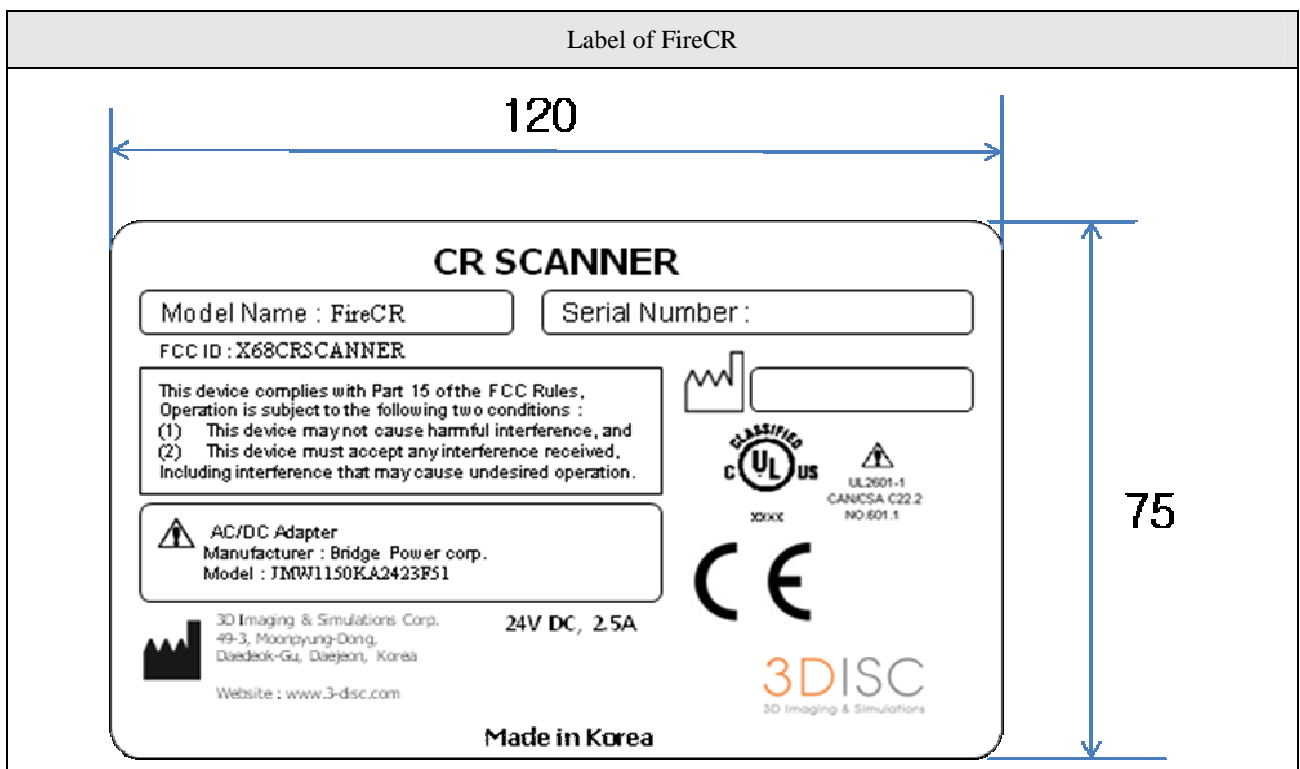 Label of FireCR
120
CR SCANNER
Model Name : FireCR
Serial Number :
FCC ID : X68CRSCANNER
This device complies with Part 15 of the FCC Rules,
Operation is subject to the following two conditions :
(1) This device may not cause harmful interference, and
(2) This device must accept any interference received,
Including interference that may cause undesired operation.
CLASSIFIED
C UL US
UL2601-1
CAN/CSA C22.2
NO:601.1
XXXX
75
AC/DC Adapter
Manufacturer : Bridge Power corp.
Model : JMW1150KA2423F51
CE
3D Imaging & Simulations Corp.
49-3, Moonpyung-Dong,
Daedeok-Gu, Daejeon, Korea
Website : www.3-disc.com
24V DC, 2.5A
3DISC
3D Imaging & Simulations
Made in Korea